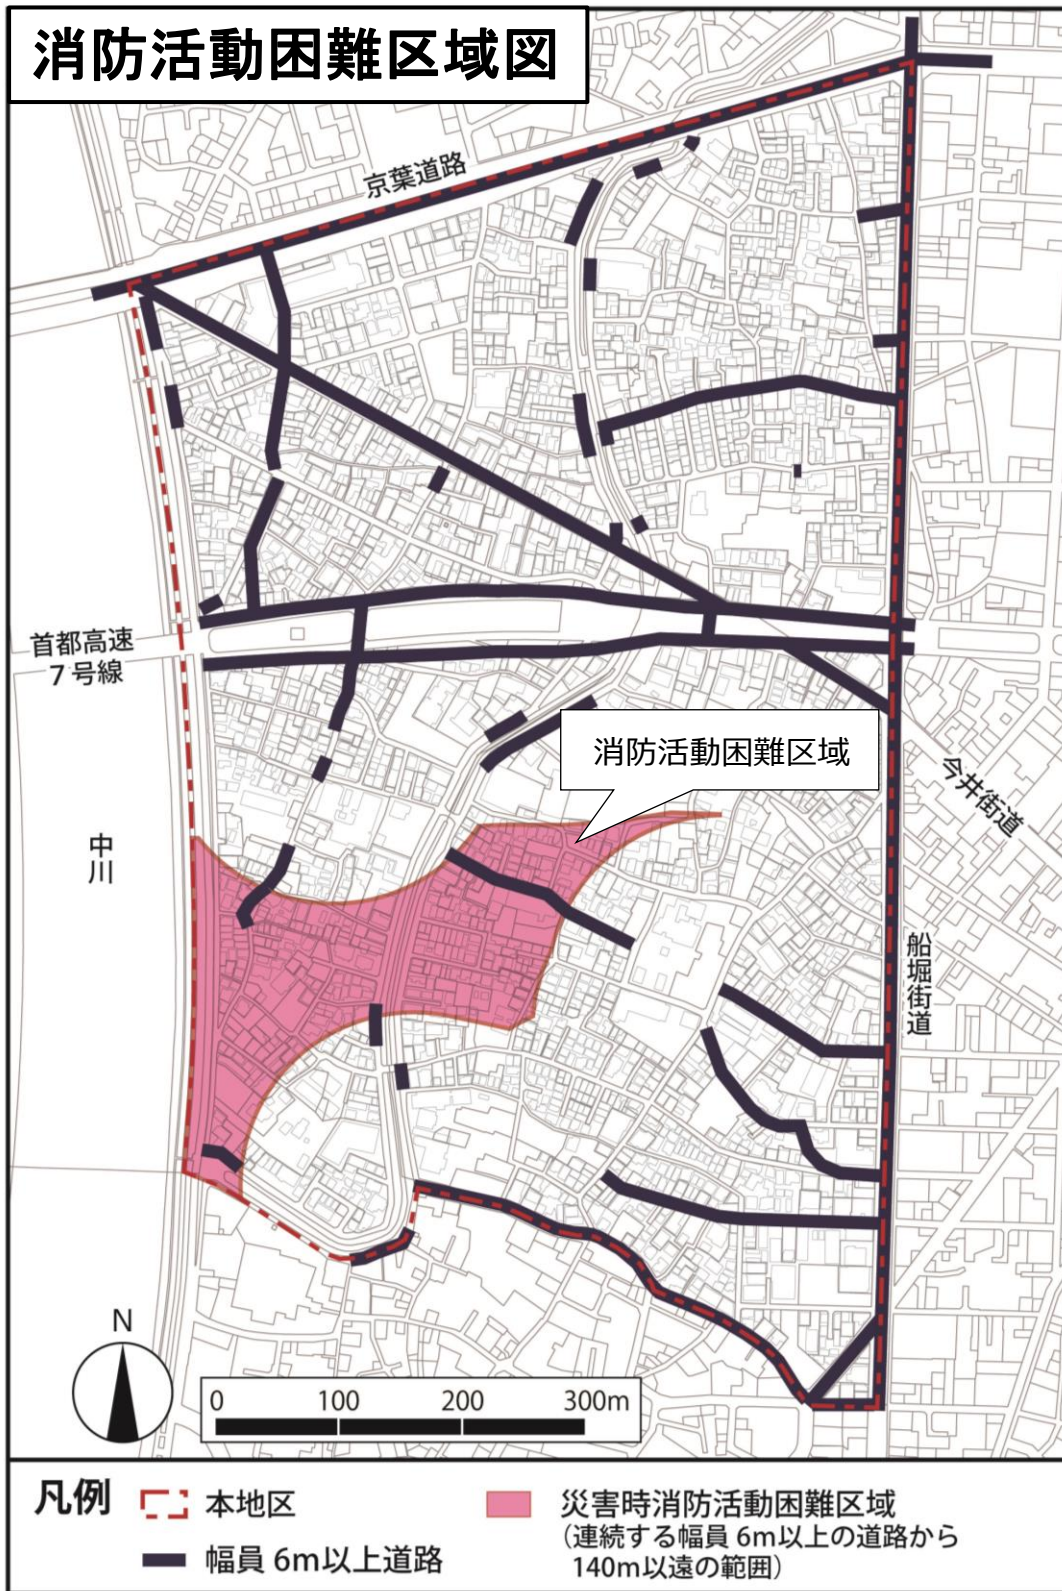 消防活動困難区域図
京葉道路
首都高速
7号線
消防活動困難区域
今井街道
中川
船堀街道
N
0 100 200 300m
凡例
本地区
災害時消防活動困難区域
(連続する幅員 6m以上の道路から
140m以遠の範囲)
幅員 6m以上道路